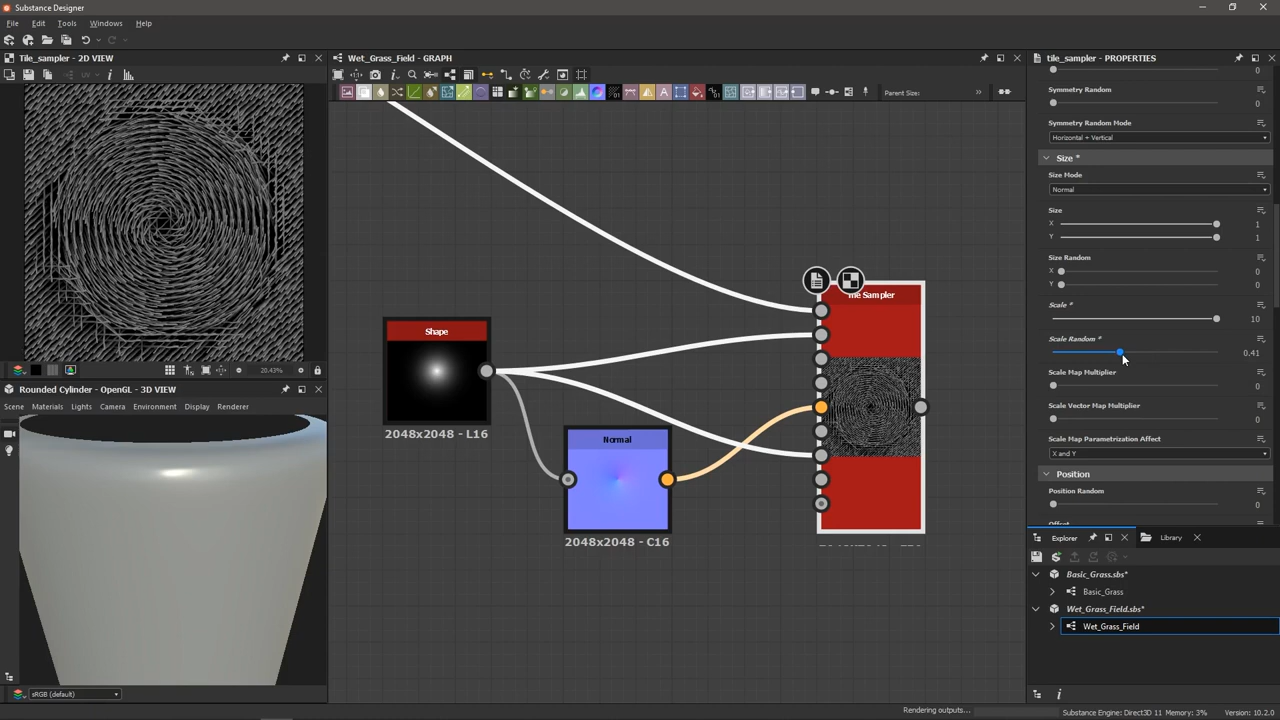 Substance Designer
File Edit Tools Windows Help
Tile_sampler - 2D VIEW
UV
20.43%
Rounded Cylinder - OpenGL - 3D VIEW
Scene Materials Lights Camera Environment Display Renderer
sRGB (default)
Wet_Grass_Field - GRAPH
Parent Size:
Shape
2048x2048 - L16
Normal
2048x2048 - C16
Tile Sampler
Rendering outputs...
tile_sampler - PROPERTIES
0
Symmetry Random
0
Symmetry Random Mode
Horizontal + Vertical
Size *
Size Mode
Normal
Size
X 1
Y 1
Size Random
X 0
Y 0
Scale *
10
Scale Random *
0.41
Scale Map Multiplier
0
Scale Vector Map Multiplier
0
Scale Map Parametrization Affect
X and Y
Position
Position Random
0
Offset
Explorer Library
Basic_Grass.sbs*
Basic_Grass
Wet_Grass_Field.sbs*
Wet_Grass_Field
Substance Engine: Direct3D 11 Memory: 3% Version: 10.2.0